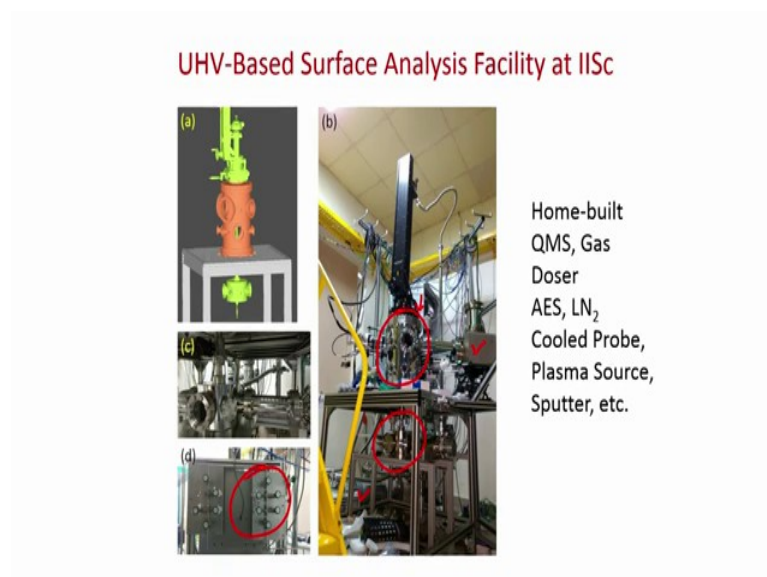 UHV-Based Surface Analysis Facility at IISc
(a)
(b)
(c)
(d)
Home-built
QMS, Gas
Doser
AES, LN₂
Cooled Probe,
Plasma Source,
Sputter, etc.